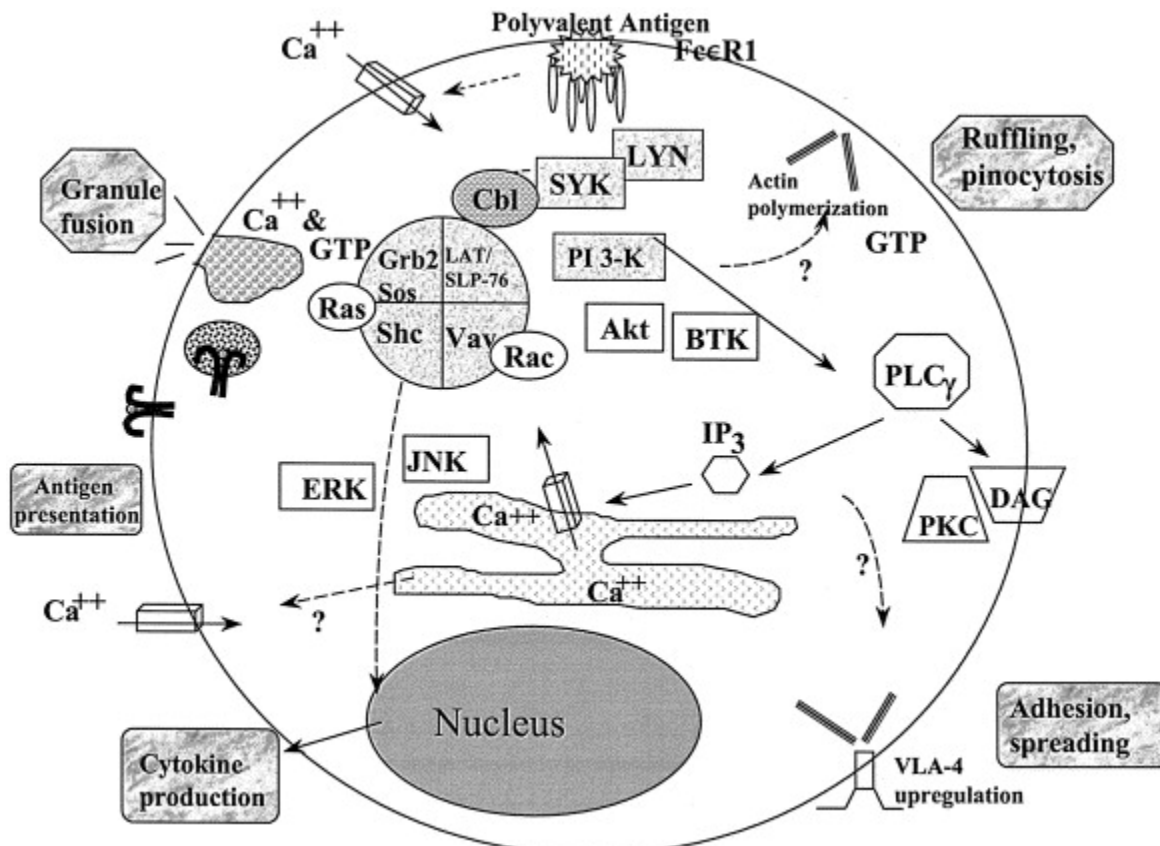 Polyvalent Antigen
FcεR1
Ca++
LYN
SYK
Cbl
Ruffling,
pinocytosis
Actin
polymerization
GTP
?
Granule
fusion
Ca++ &
GTP
Grb2
Sos
LAT/
SLP-76
Shc
Vav
Ras
Rac
PI 3-K
Akt
BTK
PLCγ
IP3
DAG
PKC
ERK
JNK
Ca++
Ca++
?
?
Antigen
presentation
Ca++
Nucleus
Cytokine
production
VLA-4
upregulation
Adhesion,
spreading